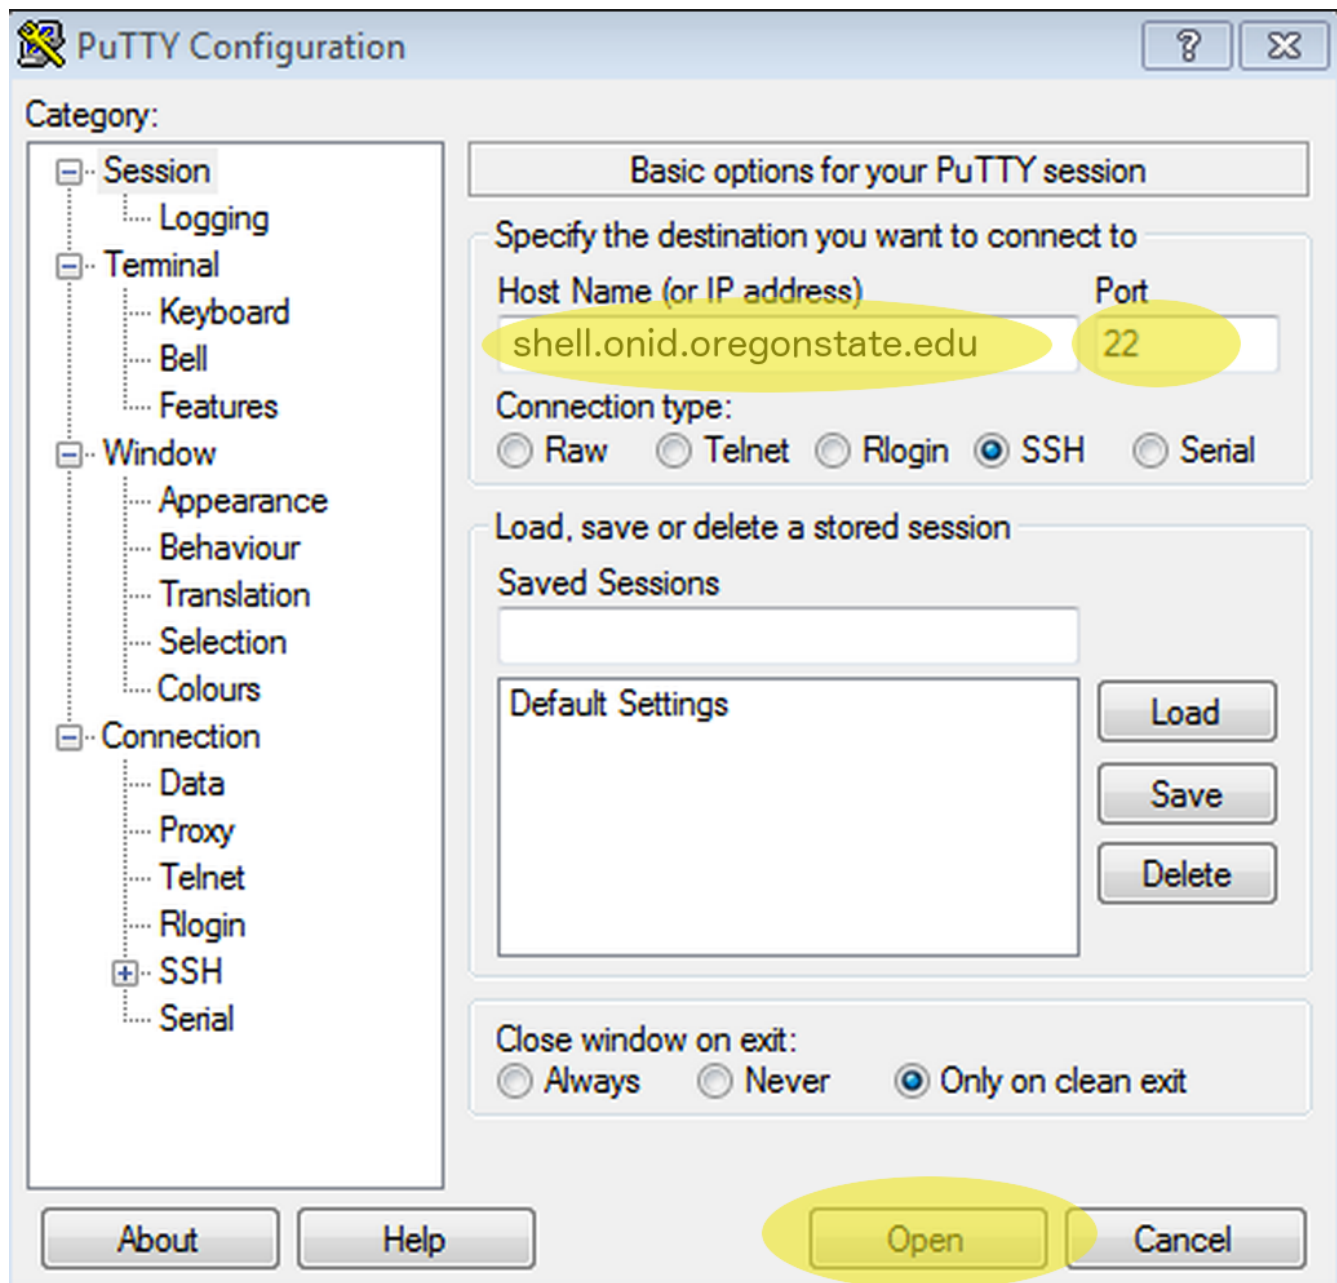 PuTTY Configuration
Category:
Session
Logging
Terminal
Keyboard
Bell
Features
Window
Appearance
Behaviour
Translation
Selection
Colours
Connection
Data
Proxy
Telnet
Rlogin
SSH
Serial
Basic options for your PuTTY session
Specify the destination you want to connect to
Host Name (or IP address) Port
shell.onid.oregonstate.edu 22
Connection type:
Raw Telnet Rlogin SSH Serial
Load, save or delete a stored session
Saved Sessions
Default Settings
Load
Save
Delete
Close window on exit:
Always Never Only on clean exit
About Help Open Cancel